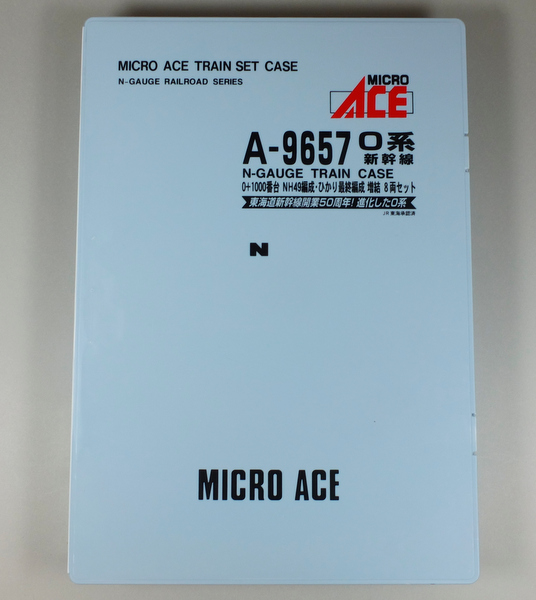 MICRO ACE TRAIN SET CASE
N-GAUGE RAILROAD SERIES
MICRO
ACE
A-9657 0系
新幹線
N-GAUGE TRAIN CASE
0+1000番台 NH49編成・ひかり最終編成 増結 8両セット
東海道新幹線開業50周年!進化した0系
JR東海承認済
N
MICRO ACE